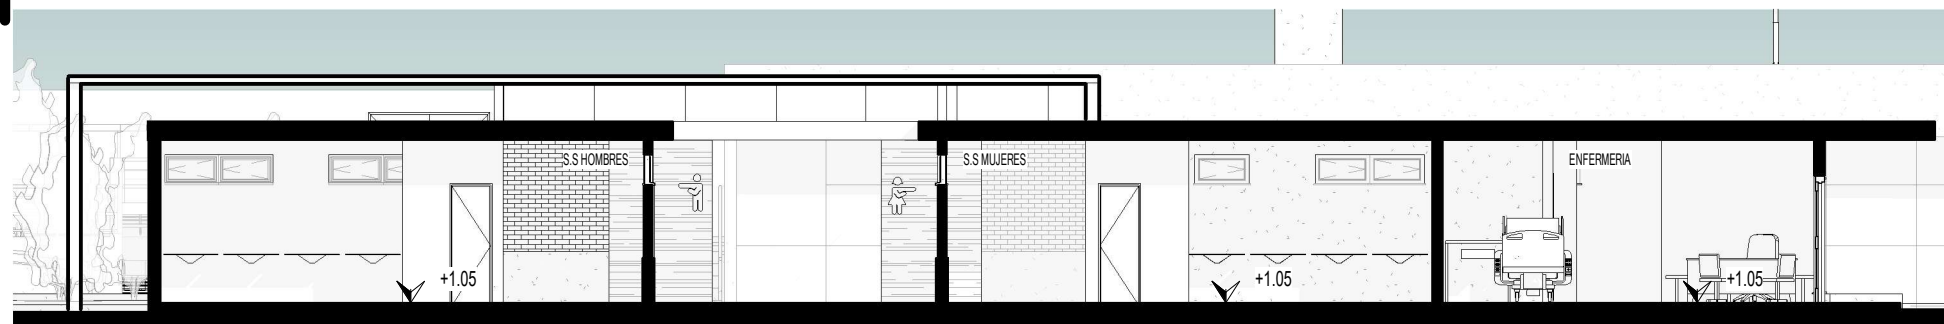 S.S HOMBRES
S.S MUJERES
ENFERMERIA
+1.05
+1.05
+1.05